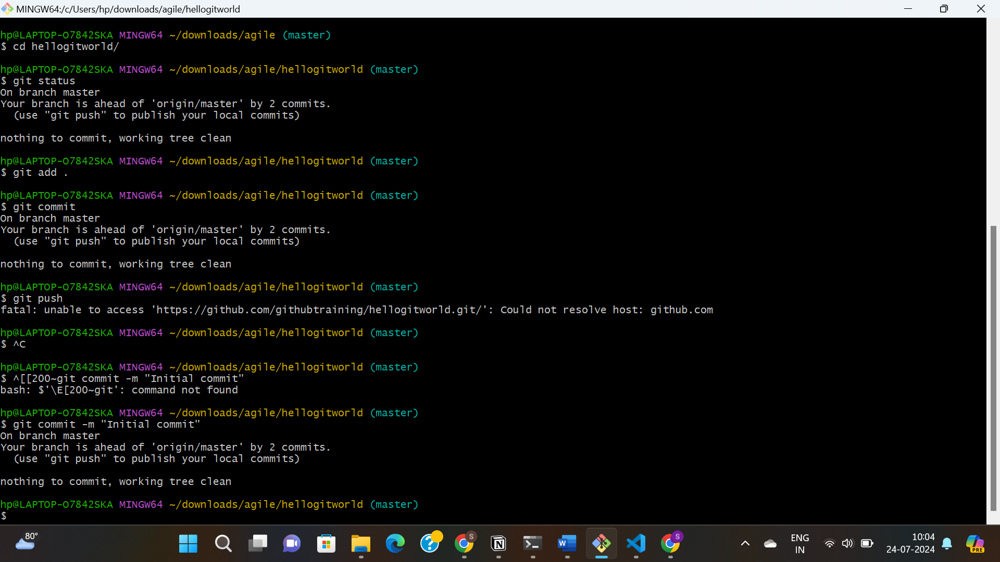 MINGW64:/c/Users/hp/downloads/agile/hellogitworld
hp@LAPTOP-O7842SKA MINGW64 ~/downloads/agile (master)
$ cd hellogitworld/
hp@LAPTOP-O7842SKA MINGW64 ~/downloads/agile/hellogitworld (master)
$ git status
On branch master
Your branch is ahead of 'origin/master' by 2 commits.
  (use "git push" to publish your local commits)
nothing to commit, working tree clean
hp@LAPTOP-O7842SKA MINGW64 ~/downloads/agile/hellogitworld (master)
$ git add .
hp@LAPTOP-O7842SKA MINGW64 ~/downloads/agile/hellogitworld (master)
$ git commit
On branch master
Your branch is ahead of 'origin/master' by 2 commits.
  (use "git push" to publish your local commits)
nothing to commit, working tree clean
hp@LAPTOP-O7842SKA MINGW64 ~/downloads/agile/hellogitworld (master)
$ git push
fatal: unable to access 'https://github.com/githubtraining/hellogitworld.git/': Could not resolve host: github.com
hp@LAPTOP-O7842SKA MINGW64 ~/downloads/agile/hellogitworld (master)
$ ^C
hp@LAPTOP-O7842SKA MINGW64 ~/downloads/agile/hellogitworld (master)
$ ^[[200~git commit -m "Initial commit"
bash: $'\E[200~git': command not found
hp@LAPTOP-O7842SKA MINGW64 ~/downloads/agile/hellogitworld (master)
$ git commit -m "Initial commit"
On branch master
Your branch is ahead of 'origin/master' by 2 commits.
  (use "git push" to publish your local commits)
nothing to commit, working tree clean
hp@LAPTOP-O7842SKA MINGW64 ~/downloads/agile/hellogitworld (master)
$
80°
S
W
S
ENG
IN
10:04
24-07-2024
PRE